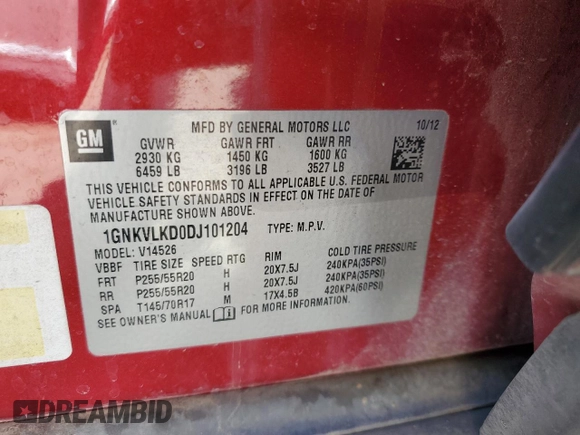 GM
MFD BY GENERAL MOTORS LLC
10/12
GVWR GAWR FRT GAWR RR
2930 KG 1450 KG 1600 KG
6459 LB 3196 LB 3527 LB
THIS VEHICLE CONFORMS TO ALL APPLICABLE U.S. FEDERAL MOTOR
VEHICLE SAFETY STANDARDS IN EFFECT ON THE DATE OF
MANUFACTURE SHOWN ABOVE.
1GNKVLKD0DJ101204 TYPE: M.P.V.
MODEL: V14526
VBBF TIRE SIZE SPEED RTG RIM COLD TIRE PRESSURE
FRT P255/55R20 H 20X7.5J 240KPA(35PSI)
RR P255/55R20 H 20X7.5J 240KPA(35PSI)
SPA T145/70R17 M 17X4.5B 420KPA(60PSI)
SEE OWNER'S MANUAL FOR MORE INFORMATION.
DREAMBID